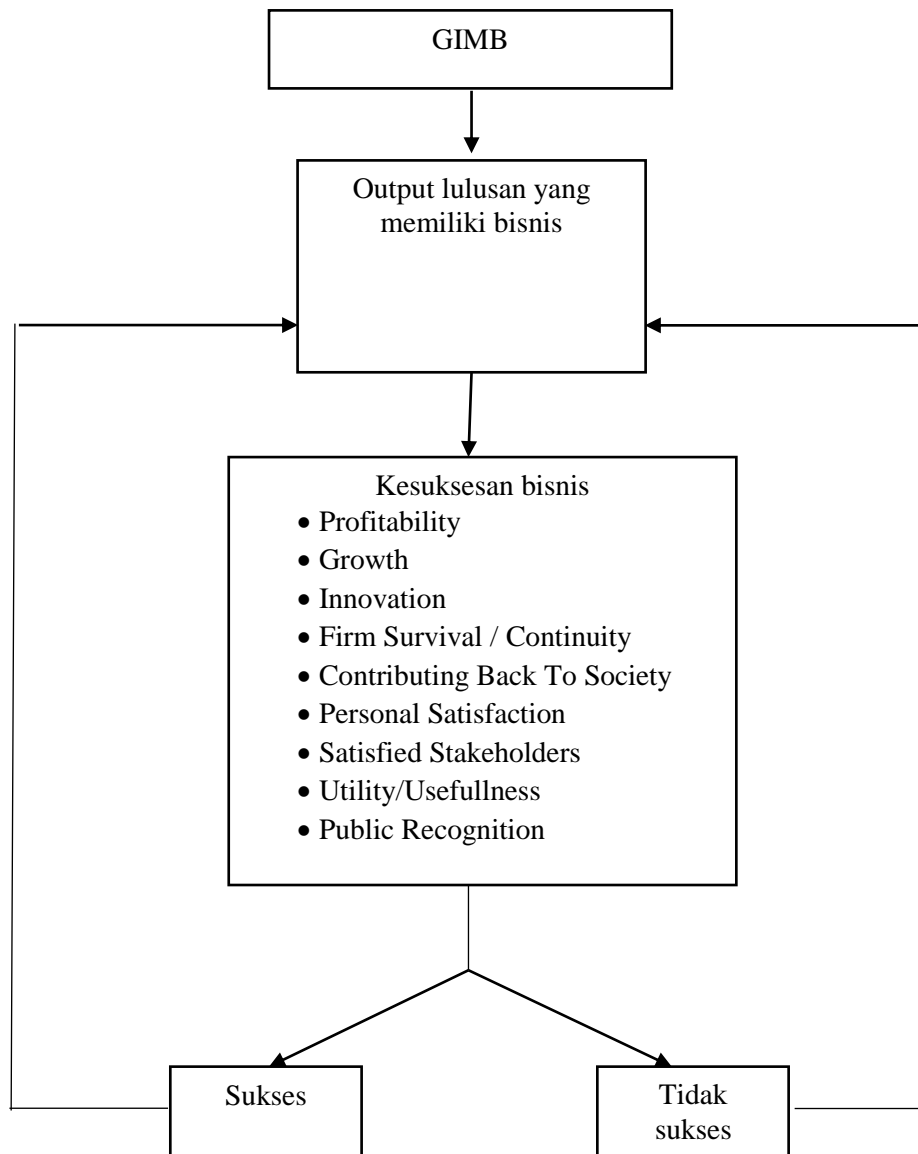 GIMB
Output lulusan yang
memiliki bisnis
Kesuksesan bisnis
• Profitability
• Growth
• Innovation
• Firm Survival / Continuity
• Contributing Back To Society
• Personal Satisfaction
• Satisfied Stakeholders
• Utility/Usefullness
• Public Recognition
Sukses
Tidak
sukses